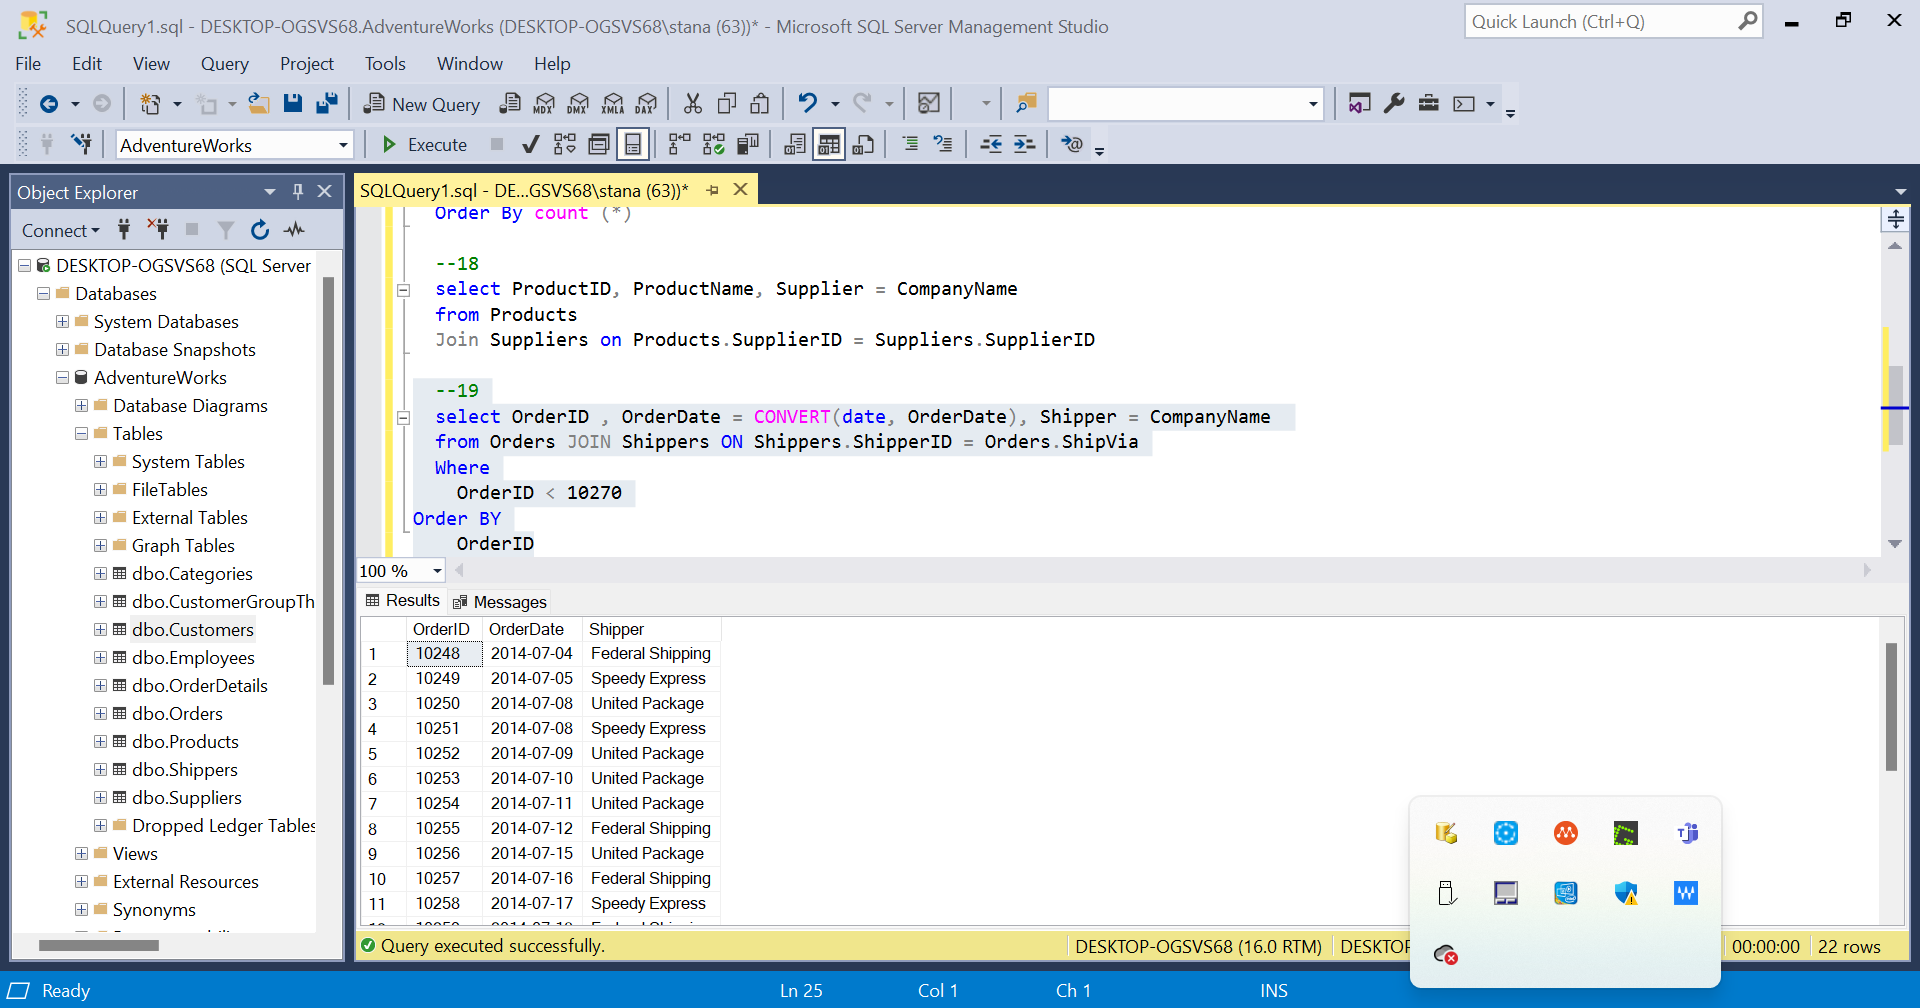 SQLQuery1.sql - DESKTOP-OGSVS68.AdventureWorks (DESKTOP-OGSVS68\stana (63))* - Microsoft SQL Server Management Studio
Quick Launch (Ctrl+Q)
File Edit View Query Project Tools Window Help
New Query MDX DMX XMLA DAX
AdventureWorks Execute
Object Explorer
SQLQuery1.sql - DE...GSVS68\stana (63))*
Connect
DESKTOP-OGSVS68 (SQL Server
Databases
System Databases
Database Snapshots
AdventureWorks
Database Diagrams
Tables
System Tables
FileTables
External Tables
Graph Tables
dbo.Categories
dbo.CustomerGroupTh
dbo.Customers
dbo.Employees
dbo.OrderDetails
dbo.Orders
dbo.Products
dbo.Shippers
dbo.Suppliers
Dropped Ledger Tables
Views
External Resources
Synonyms
Order By count (*)
--18
select ProductID, ProductName, Supplier = CompanyName
from Products
Join Suppliers on Products.SupplierID = Suppliers.SupplierID
--19
select OrderID , OrderDate = CONVERT(date, OrderDate), Shipper = CompanyName
from Orders JOIN Shippers ON Shippers.ShipperID = Orders.ShipVia
Where
OrderID < 10270
Order BY
OrderID
100 %
Results Messages
OrderID OrderDate Shipper
1 10248 2014-07-04 Federal Shipping
2 10249 2014-07-05 Speedy Express
3 10250 2014-07-08 United Package
4 10251 2014-07-08 Speedy Express
5 10252 2014-07-09 United Package
6 10253 2014-07-10 United Package
7 10254 2014-07-11 United Package
8 10255 2014-07-12 Federal Shipping
9 10256 2014-07-15 United Package
10 10257 2014-07-16 Federal Shipping
11 10258 2014-07-17 Speedy Express
Query executed successfully. DESKTOP-OGSVS68 (16.0 RTM) DESKTOP 00:00:00 22 rows
Ready Ln 25 Col 1 Ch 1 INS